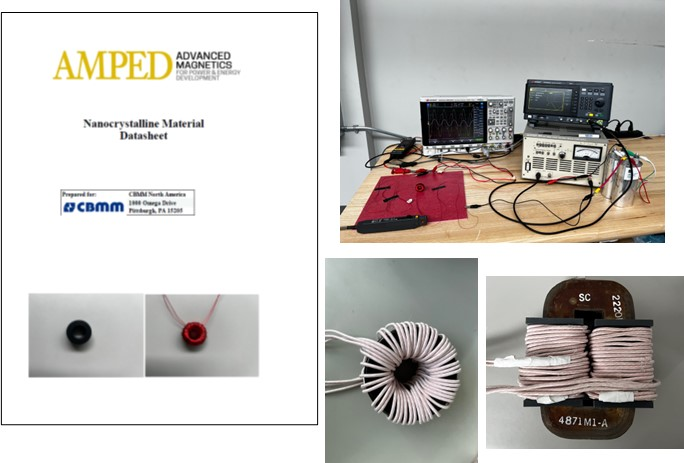 AMPED ADVANCED
MAGNETICS
FOR POWER & ENERGY
DEVELOPMENT
Nanocrystalline Material
Datasheet
Prepared for:
CBMM
CBMM North America
1000 Omega Drive
Pittsburgh, PA 15205
SC
2220
4871M1-A